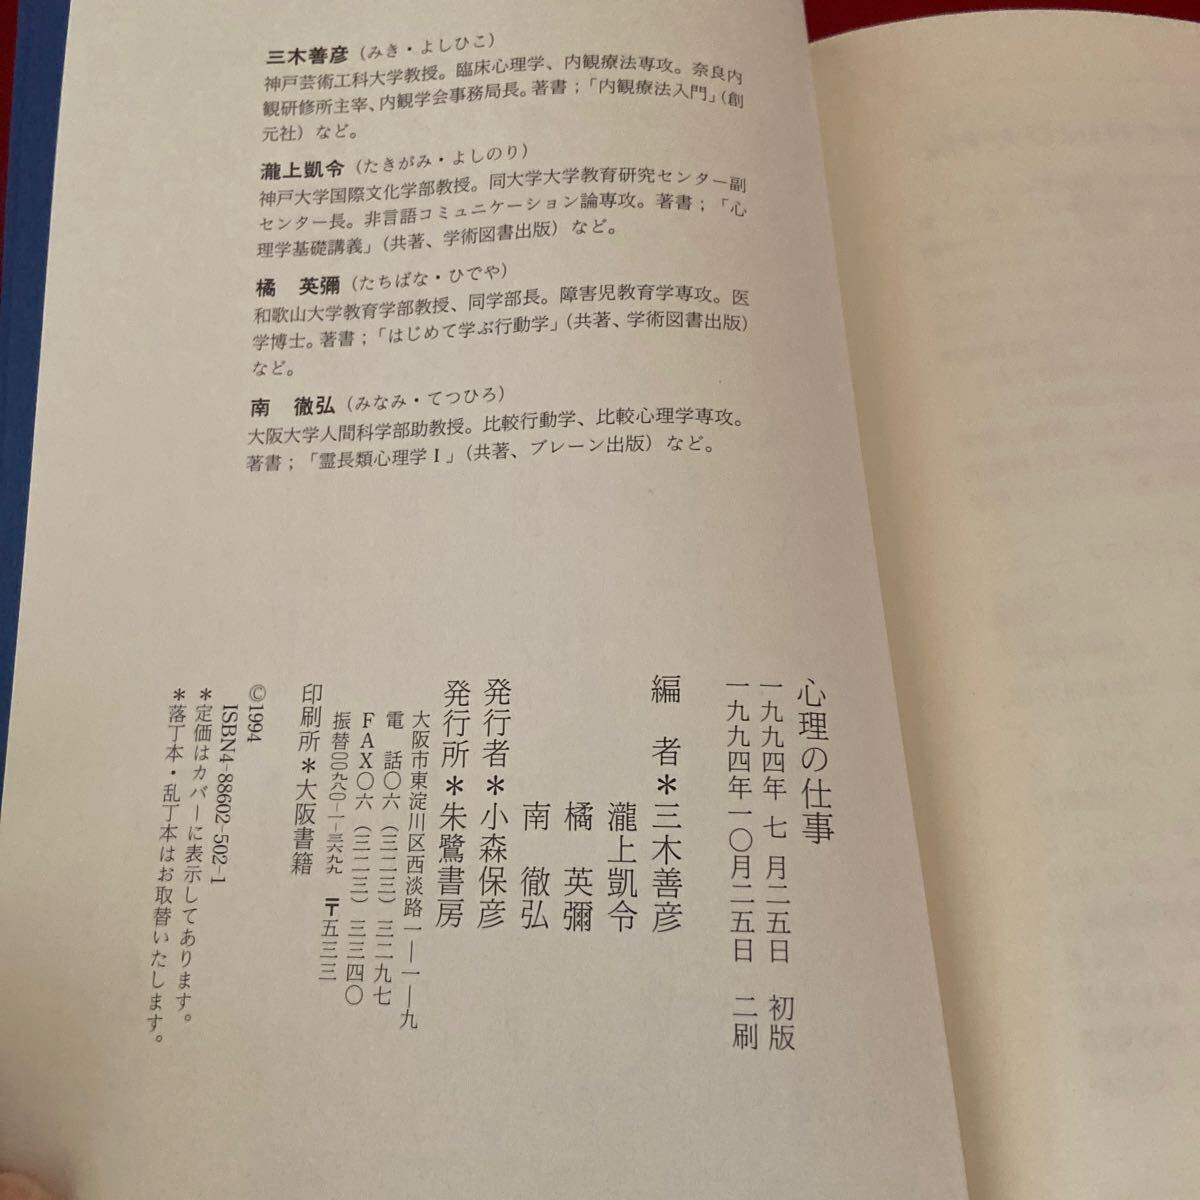 三木善彦（みき・よしひこ）
神戸芸術工科大学教授。臨床心理学、内観療法専攻。奈良内
観研修所主宰、内観学会事務局長。著書；「内観療法入門」（創
元社）など。
瀧上凱令（たきがみ・よしのり）
神戸大学国際文化学部教授。同大学大学教育研究センター副
センター長。非言語コミュニケーション論専攻。著書；「心
理学基礎講義」（共著、学術図書出版）など。
橘　英彌（たちばな・ひでや）
和歌山大学教育学部教授、同学部長。障害児教育学専攻。医
学博士。著書；「はじめて学ぶ行動学」（共著、学術図書出版）
など。
南　徹弘（みなみ・てつひろ）
大阪大学人間科学部助教授。比較行動学、比較心理学専攻。
著書；「霊長類心理学Ⅰ」（共著、ブレーン出版）など。
心理の仕事
一九九四年　七　月二五日　初版
一九九四年一〇月二五日　二刷
編　者＊三木善彦
瀧上凱令
橘　英彌
南　徹弘
発行者＊小森保彦
発行所＊朱鷺書房
大阪市東淀川区西淡路一―一―九
電　話〇六（三二三）三二九七
FAX〇六（三二三）三三四〇
振替〇〇九八〇―一―三六九九　〒五三三
印刷所＊大阪書籍
©1994
ISBN4-88602-502-1
＊定価はカバーに表示してあります。
＊落丁本・乱丁本はお取替いたします。